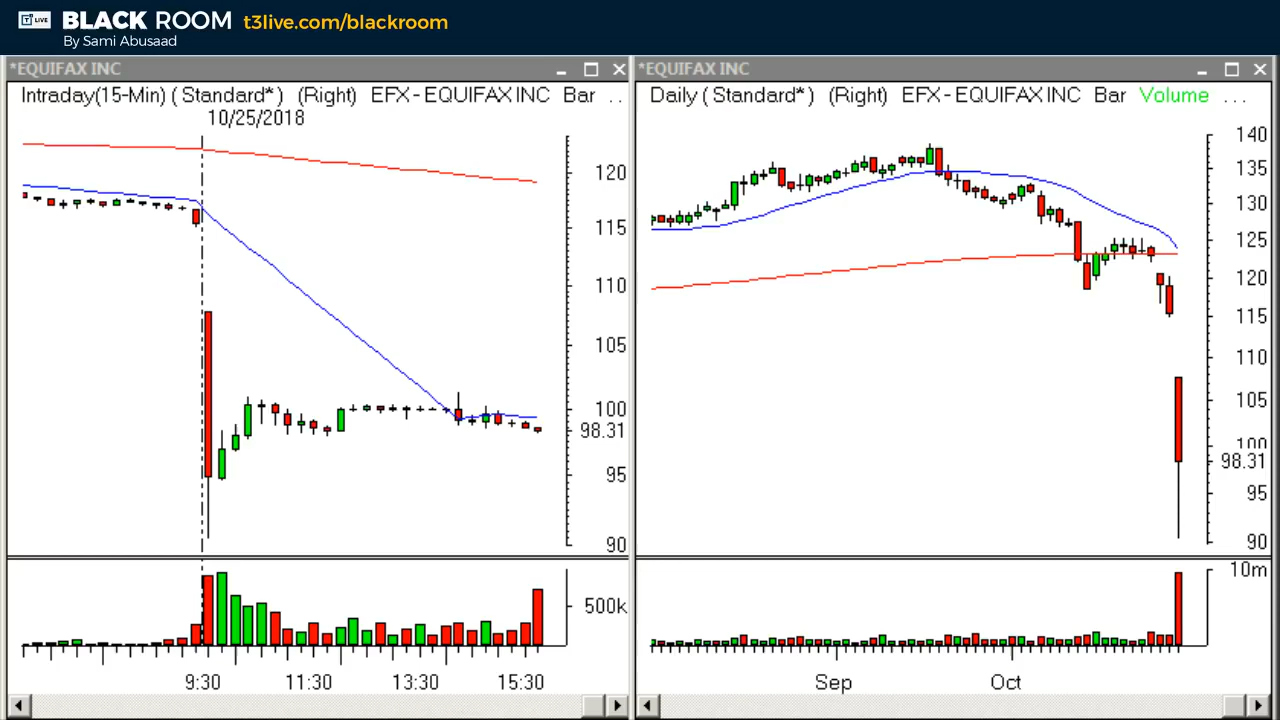 T3 LIVE BLACK ROOM t3live.com/blackroom
By Sami Abusaad
*EQUIFAX INC
Intraday(15-Min) ( Standard* ) (Right) EFX - EQUIFAX INC Bar ..
10/25/2018
120
115
110
105
100
98.31
95
90
500k
9:30 11:30 13:30 15:30
*EQUIFAX INC
Daily ( Standard* ) (Right) EFX - EQUIFAX INC Bar Volume ...
140
135
130
125
120
115
110
105
100
98.31
95
90
10m
Sep Oct